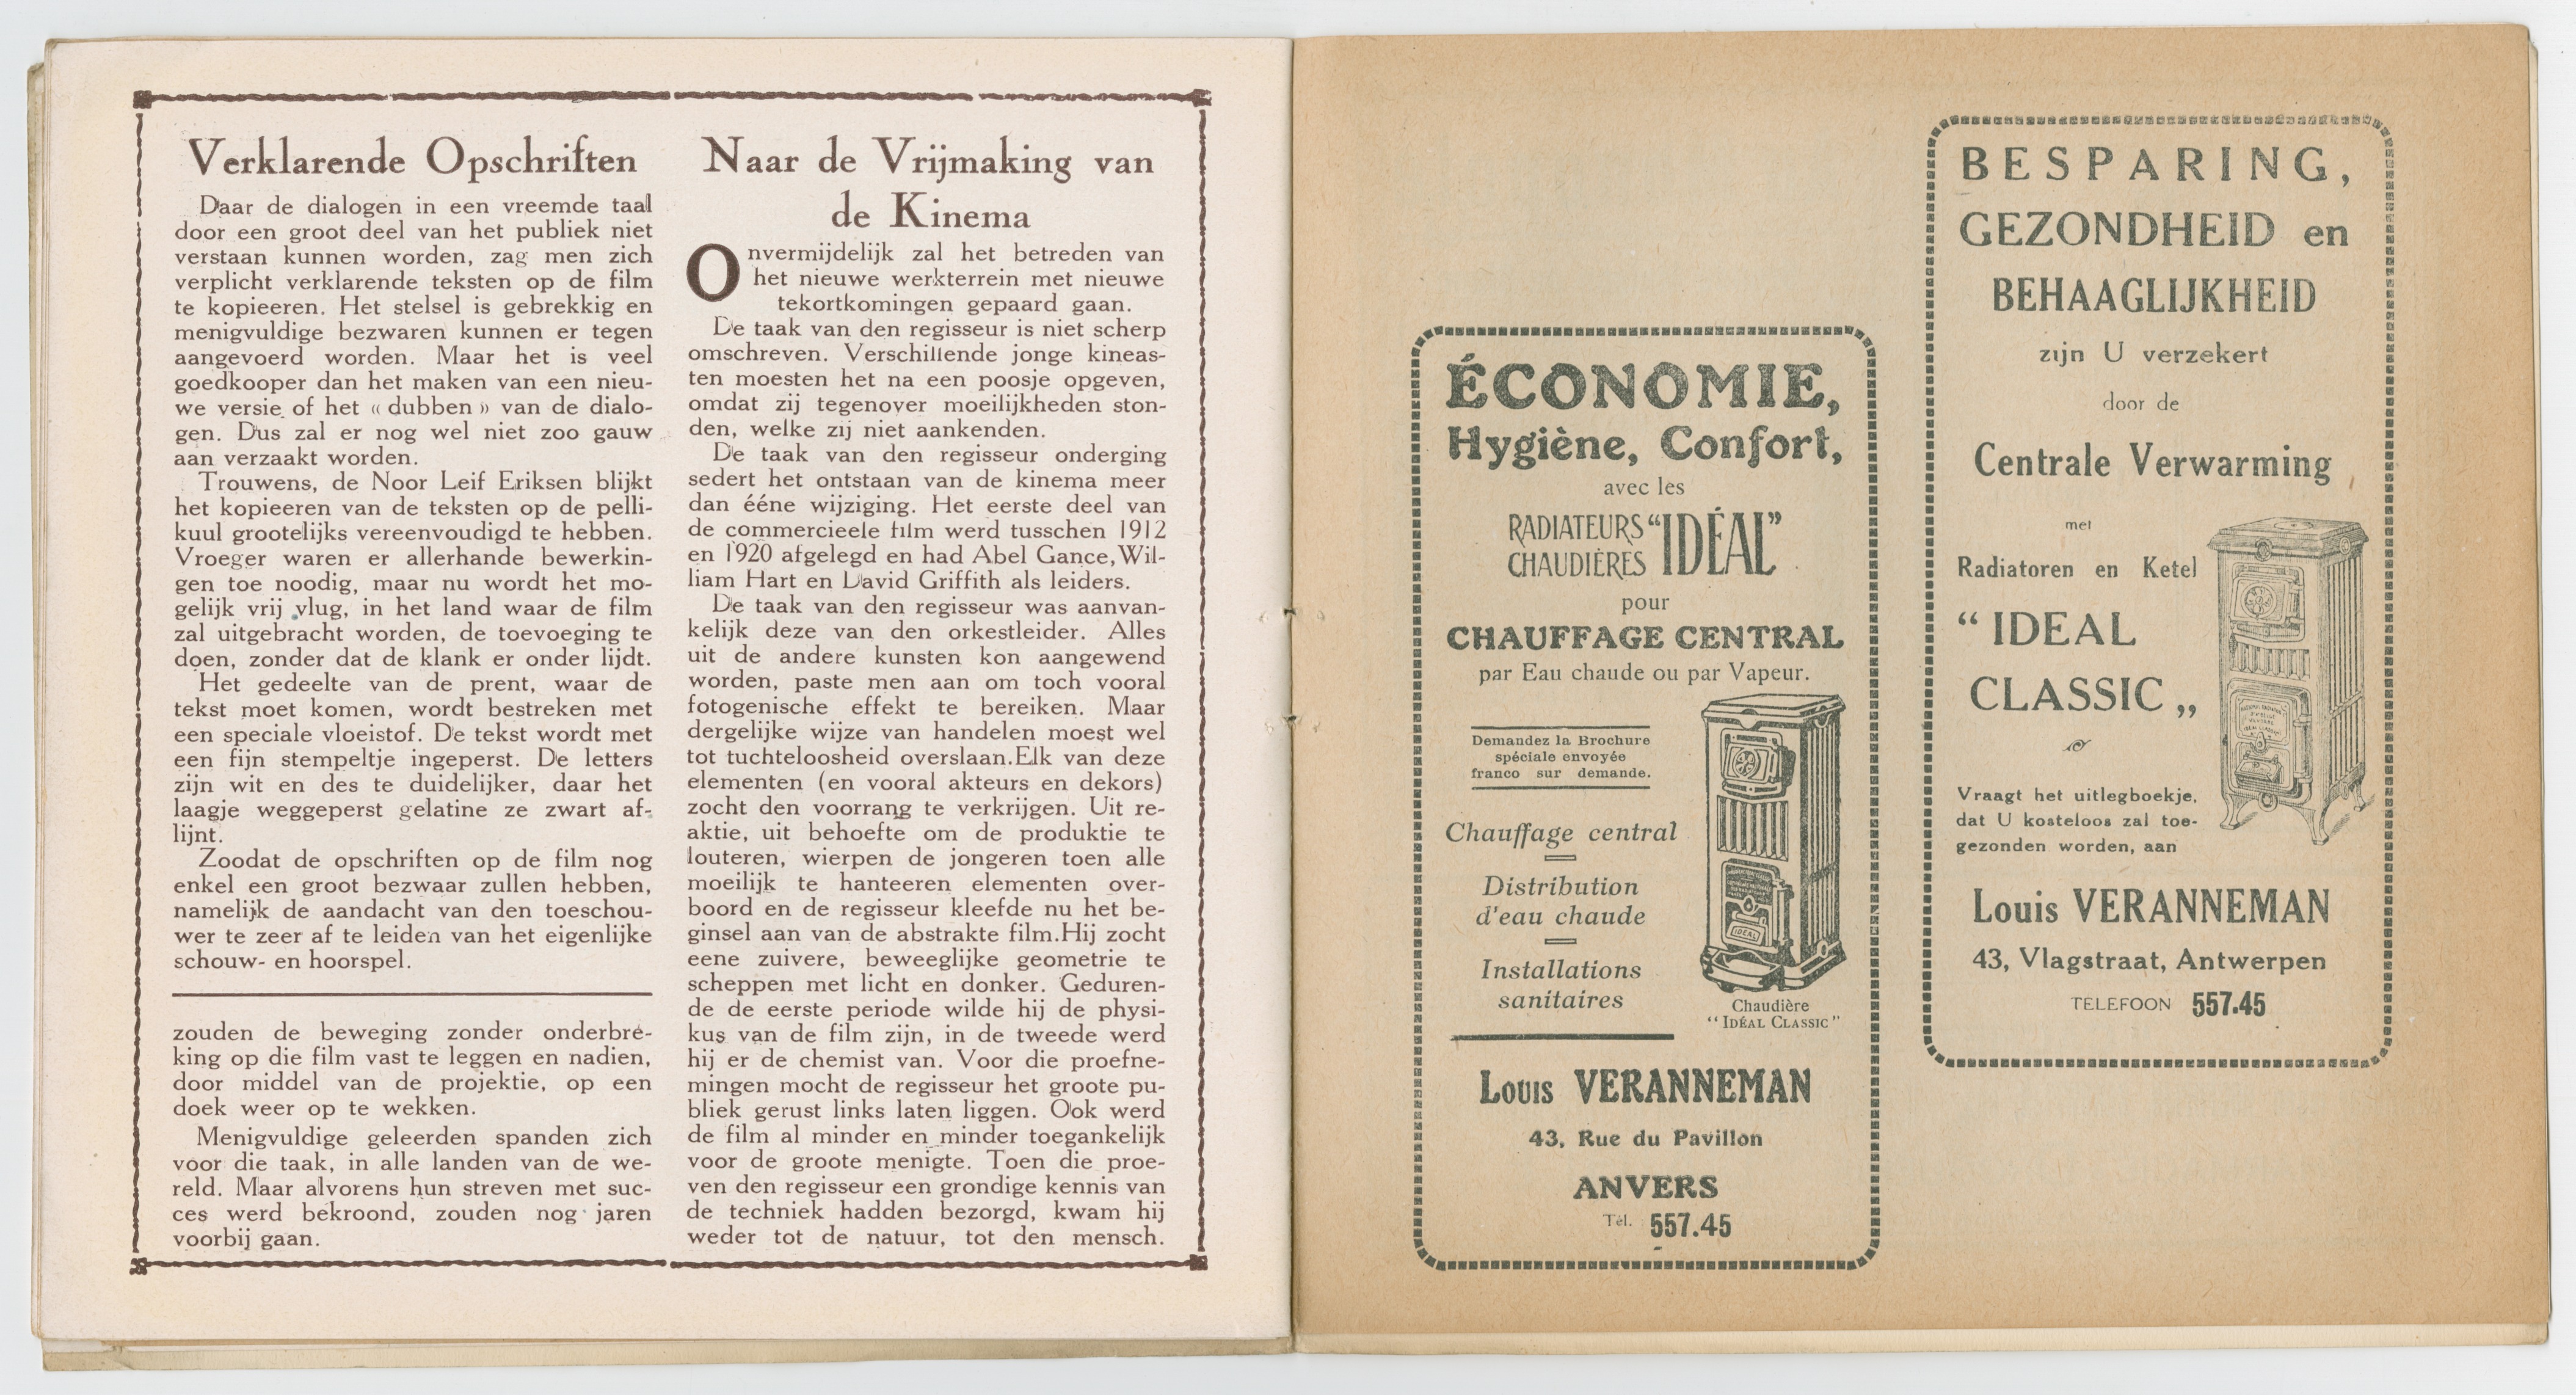 Verklarende Opschriften
Daar de dialogen in een vreemde taal
door een groot deel van het publiek niet
verstaan kunnen worden, zag men zich
verplicht verklarende teksten op de film
te kopieeren. Het stelsel is gebrekkig en
menigvuldige bezwaren kunnen er tegen
aangevoerd worden. Maar het is veel
goedkooper dan het maken van een nieu-
we versie of het « dubben » van de dialo-
gen. Dus zal er nog wel niet zoo gauw
aan verzaakt worden.
Trouwens, de Noor Leif Eriksen blijkt
het kopieeren van de teksten op de pelli-
kuul grootelijks vereenvoudigd te hebben.
Vroeger waren er allerhande bewerkin-
gen toe noodig, maar nu wordt het mo-
gelijk vrij vlug, in het land waar de film
zal uitgebracht worden, de toevoeging te
doen, zonder dat de klank er onder lijdt.
Het gedeelte van de prent, waar de
tekst moet komen, wordt bestreken met
een speciale vloeistof. De tekst wordt met
een fijn stempeltje ingeperst. De letters
zijn wit en des te duidelijker, daar het
laagje weggeperst gelatine ze zwart af-
lijnt.
Zoodat de opschriften op de film nog
enkel een groot bezwaar zullen hebben,
namelijk de aandacht van den toeschou-
wer te zeer af te leiden van het eigenlijke
schouw- en hoorspel.
zouden de beweging zonder onderbre-
king op die film vast te leggen en nadien,
door middel van de projektie, op een
doek weer op te wekken.
Menigvuldige geleerden spanden zich
voor die taak, in alle landen van de we-
reld. Maar alvorens hun streven met suc-
ces werd bekroond, zouden nog jaren
voorbij gaan.
Naar de Vrijmaking van
de Kinema
Onvermijdelijk zal het betreden van
het nieuwe werkterrein met nieuwe
tekortkomingen gepaard gaan.
De taak van den regisseur is niet scherp
omschreven. Verschillende jonge kineas-
ten moesten het na een poosje opgeven,
omdat zij tegenover moeilijkheden ston-
den, welke zij niet aankenden.
De taak van den regisseur onderging
sedert het ontstaan van de kinema meer
dan ééne wijziging. Het eerste deel van
de commercieele film werd tusschen 1912
en 1920 afgelegd en had Abel Gance, Wil-
liam Hart en David Griffith als leiders.
De taak van den regisseur was aanvan-
kelijk deze van den orkestleider. Alles
uit de andere kunsten kon aangewend
worden, paste men aan om toch vooral
fotogenische effekt te bereiken. Maar
dergelijke wijze van handelen moest wel
tot tuchteloosheid overslaan. Elk van deze
elementen (en vooral akteurs en dekors)
zocht den voorrang te verkrijgen. Uit re-
aktie, uit behoefte om de produktie te
louteren, wierpen de jongeren toen alle
moeilijk te hanteeren elementen over-
boord en de regisseur kleefde nu het be-
ginsel aan van de abstrakte film. Hij zocht
eene zuivere, beweeglijke geometrie te
scheppen met licht en donker. Geduren-
de de eerste periode wilde hij de physi-
kus van de film zijn, in de tweede werd
hij er de chemist van. Voor die proefne-
mingen mocht de regisseur het groote pu-
bliek gerust links laten liggen. Ook werd
de film al minder en minder toegankelijk
voor de groote menigte. Toen die proe-
ven den regisseur een grondige kennis van
de techniek hadden bezorgd, kwam hij
weder tot de natuur, tot den mensch.
ÉCONOMIE,
Hygiène, Confort,
avec les
RADIATEURS
CHAUDIÈRES
“IDÉAL”
pour
CHAUFFAGE CENTRAL
par Eau chaude ou par Vapeur.
Demandez la Brochure
spéciale envoyée
franco sur demande.
Chauffage central
Distribution
d'eau chaude
Installations
sanitaires
IDEAL
Chaudière
“IDÉAL CLASSIC”
Louis VERANNEMAN
43, Rue du Pavillon
ANVERS
Tél. 557.45
BESPARING,
GEZONDHEID en
BEHAAGLIJKHEID
zijn U verzekert
door de
Centrale Verwarming
met
Radiatoren en Ketel
“ IDEAL
CLASSIC „
Vraagt het uitlegboekje,
dat U kosteloos zal toe-
gezonden worden, aan
Louis VERANNEMAN
43, Vlagstraat, Antwerpen
TELEFOON 557.45